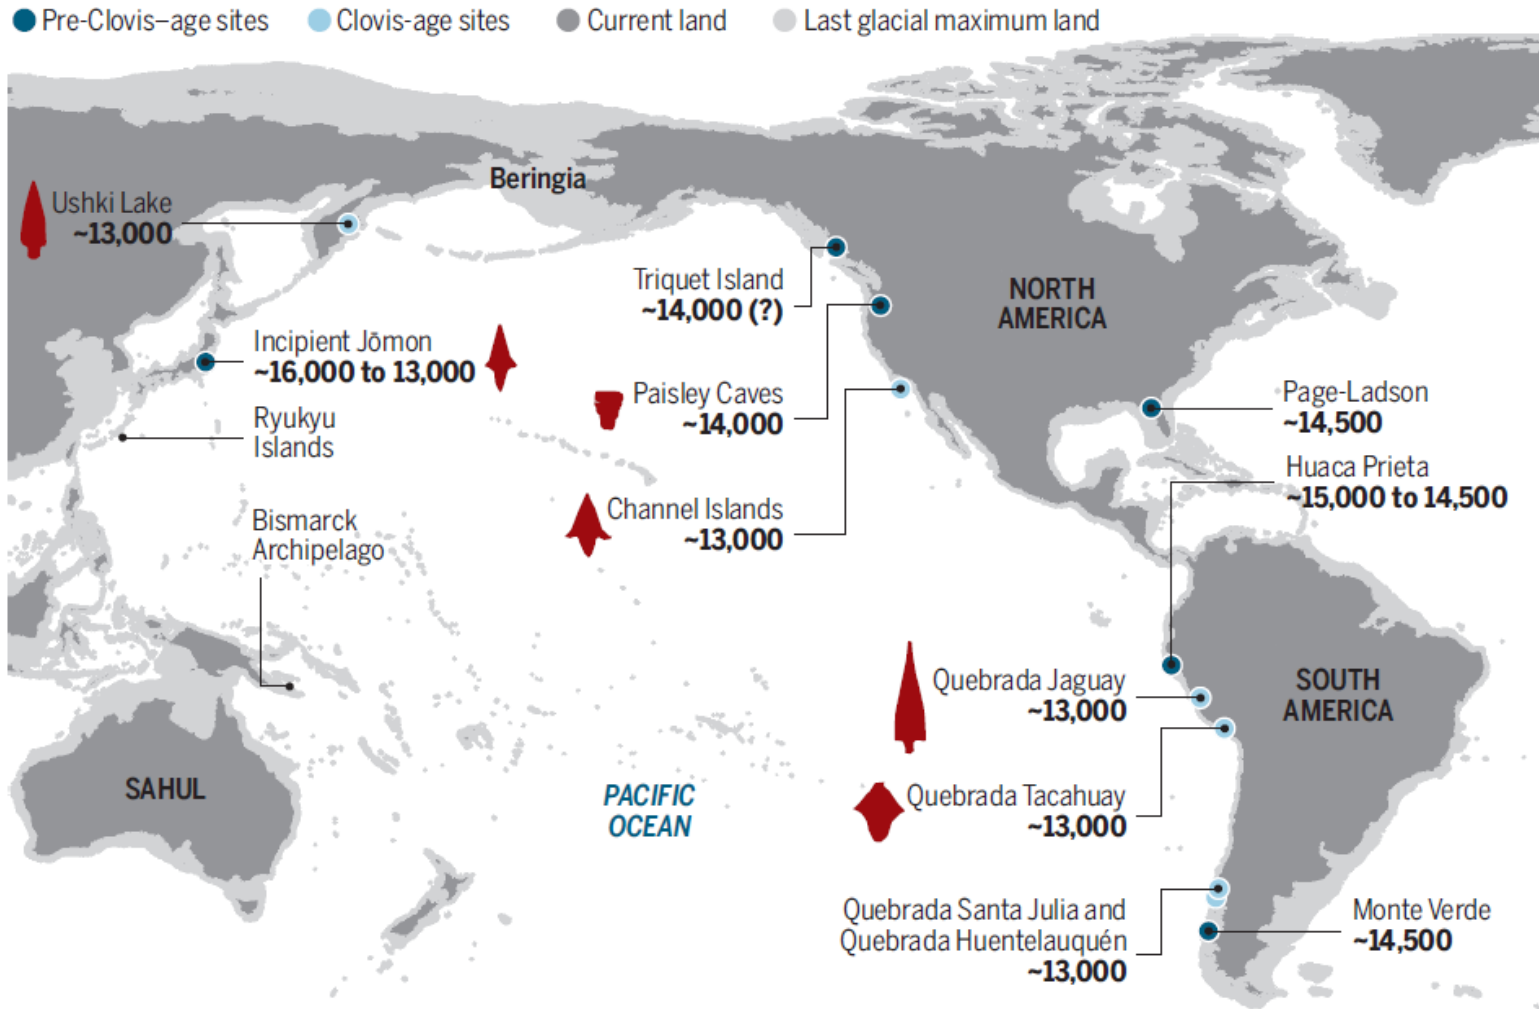 Pre-Clovis–age sites
Clovis-age sites
Current land
Last glacial maximum land
Beringia
Ushki Lake
~13,000
Triquet Island
~14,000 (?)
NORTH
AMERICA
Incipient Jōmon
~16,000 to 13,000
Paisley Caves
~14,000
Page-Ladson
~14,500
Ryukyu
Islands
Huaca Prieta
~15,000 to 14,500
Channel Islands
~13,000
Bismarck
Archipelago
Quebrada Jaguay
~13,000
SOUTH
AMERICA
SAHUL
PACIFIC
OCEAN
Quebrada Tacahuay
~13,000
Quebrada Santa Julia and
Quebrada Huentelauquén
~13,000
Monte Verde
~14,500